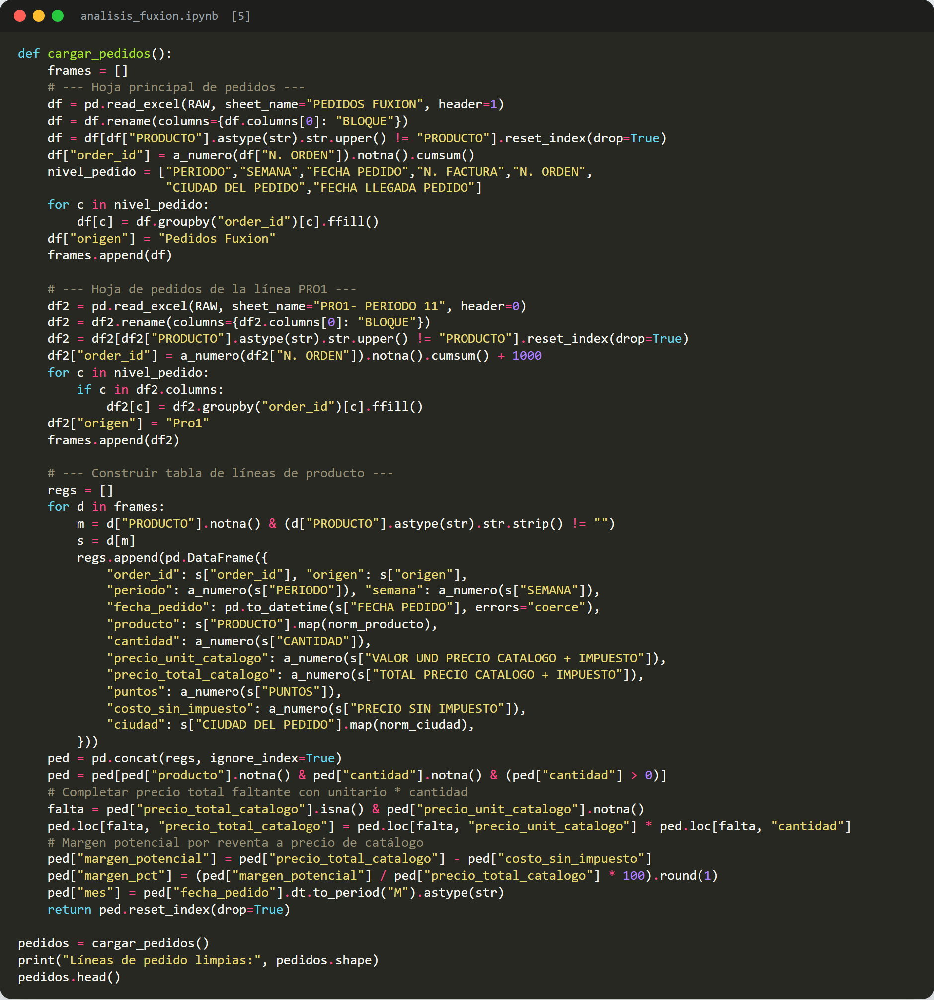 analisis_fuxion.ipynb [5]
def cargar_pedidos():
    frames = []
    # --- Hoja principal de pedidos ---
    df = pd.read_excel(RAW, sheet_name="PEDIDOS FUXION", header=1)
    df = df.rename(columns={df.columns[0]: "BLOQUE"})
    df = df[df["PRODUCTO"].astype(str).str.upper() != "PRODUCTO"].reset_index(drop=True)
    df["order_id"] = a_numero(df["N. ORDEN"]).notna().cumsum()
    nivel_pedido = ["PERIODO","SEMANA","FECHA PEDIDO","N. FACTURA","N. ORDEN",
                    "CIUDAD DEL PEDIDO","FECHA LLEGADA PEDIDO"]
    for c in nivel_pedido:
        df[c] = df.groupby("order_id")[c].ffill()
    df["origen"] = "Pedidos Fuxion"
    frames.append(df)

    # --- Hoja de pedidos de la línea PRO1 ---
    df2 = pd.read_excel(RAW, sheet_name="PRO1- PERIODO 11", header=0)
    df2 = df2.rename(columns={df2.columns[0]: "BLOQUE"})
    df2 = df2[df2["PRODUCTO"].astype(str).str.upper() != "PRODUCTO"].reset_index(drop=True)
    df2["order_id"] = a_numero(df2["N. ORDEN"]).notna().cumsum() + 1000
    for c in nivel_pedido:
        if c in df2.columns:
            df2[c] = df2.groupby("order_id")[c].ffill()
    df2["origen"] = "Pro1"
    frames.append(df2)

    # --- Construir tabla de líneas de producto ---
    regs = []
    for d in frames:
        m = d["PRODUCTO"].notna() & (d["PRODUCTO"].astype(str).str.strip() != "")
        s = d[m]
        regs.append(pd.DataFrame({
            "order_id": s["order_id"], "origen": s["origen"],
            "periodo": a_numero(s["PERIODO"]), "semana": a_numero(s["SEMANA"]),
            "fecha_pedido": pd.to_datetime(s["FECHA PEDIDO"], errors="coerce"),
            "producto": s["PRODUCTO"].map(norm_producto),
            "cantidad": a_numero(s["CANTIDAD"]),
            "precio_unit_catalogo": a_numero(s["VALOR UND PRECIO CATALOGO + IMPUESTO"]),
            "precio_total_catalogo": a_numero(s["TOTAL PRECIO CATALOGO + IMPUESTO"]),
            "puntos": a_numero(s["PUNTOS"]),
            "costo_sin_impuesto": a_numero(s["PRECIO SIN IMPUESTO"]),
            "ciudad": s["CIUDAD DEL PEDIDO"].map(norm_ciudad),
        }))
    ped = pd.concat(regs, ignore_index=True)
    ped = ped[ped["producto"].notna() & ped["cantidad"].notna() & (ped["cantidad"] > 0)]
    # Completar precio total faltante con unitario * cantidad
    falta = ped["precio_total_catalogo"].isna() & ped["precio_unit_catalogo"].notna()
    ped.loc[falta, "precio_total_catalogo"] = ped.loc[falta, "precio_unit_catalogo"] * ped.loc[falta, "cantidad"]
    # Margen potencial por reventa a precio de catálogo
    ped["margen_potencial"] = ped["precio_total_catalogo"] - ped["costo_sin_impuesto"]
    ped["margen_pct"] = (ped["margen_potencial"] / ped["precio_total_catalogo"] * 100).round(1)
    ped["mes"] = ped["fecha_pedido"].dt.to_period("M").astype(str)
    return ped.reset_index(drop=True)

pedidos = cargar_pedidos()
print("Líneas de pedido limpias:", pedidos.shape)
pedidos.head()